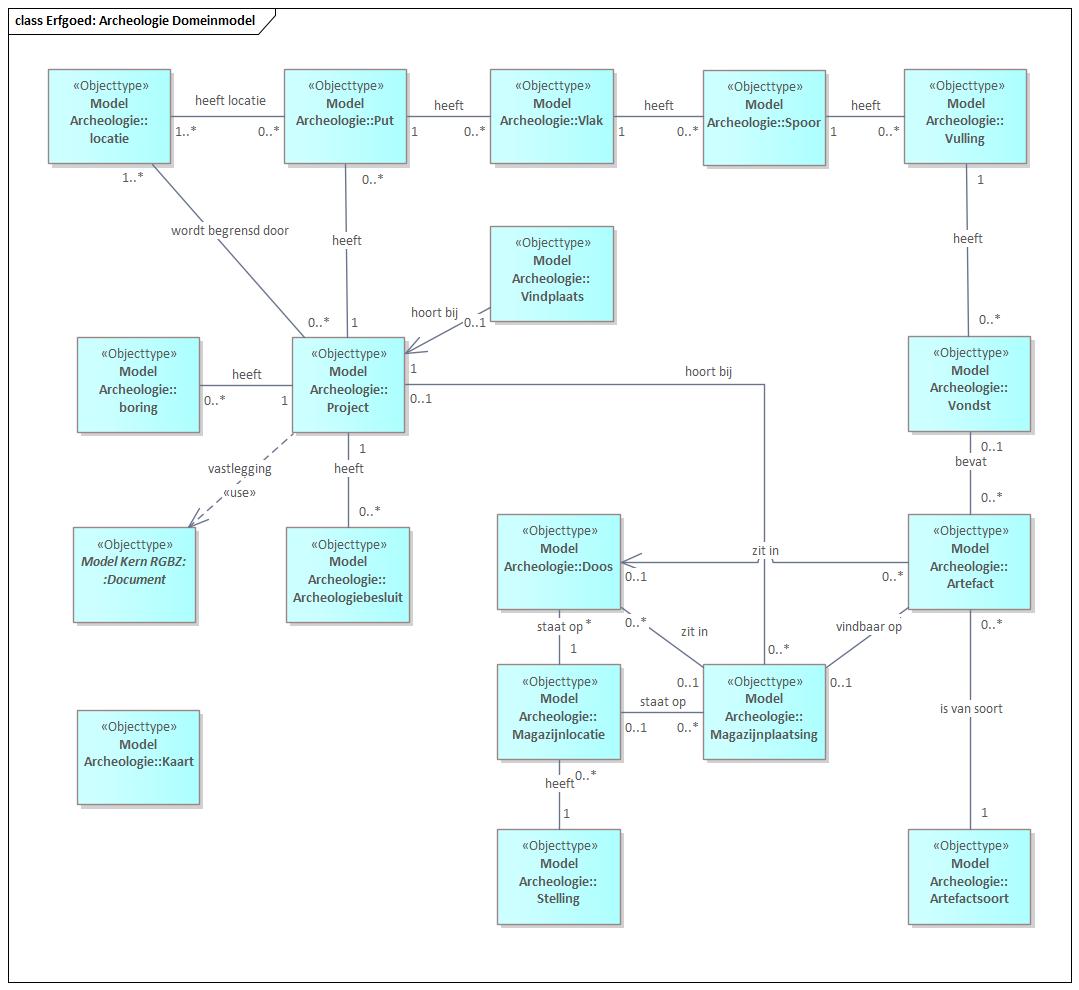 class Erfgoed: Archeologie Domeinmodel
«Objecttype»
Model
Archeologie::
locatie
heeft locatie
1..*
0..*
«Objecttype»
Model
Archeologie::Put
heeft
1
0..*
«Objecttype»
Model
Archeologie::Vlak
heeft
1
0..*
«Objecttype»
Model
Archeologie::Spoor
heeft
1
0..*
«Objecttype»
Model
Archeologie::
Vulling
1..*
wordt begrensd door
0..*
0..*
heeft
1
1
heeft
0..*
«Objecttype»
Model
Archeologie::
Vindplaats
hoort bij
0..1
1
«Objecttype»
Model
Archeologie::
boring
heeft
0..*
1
«Objecttype»
Model
Archeologie::
Project
hoort bij
0..1
0..*
«Objecttype»
Model
Archeologie::
Vondst
0..1
bevat
0..*
vastlegging
«use»
1
heeft
0..*
«Objecttype»
Model Kern RGBZ:
:Document
«Objecttype»
Model
Archeologie::
Archeologiebesluit
«Objecttype»
Model
Archeologie::Doos
zit in
0..1
0..*
«Objecttype»
Model
Archeologie::
Artefact
staat op
*
1
0..*
zit in
0..1
vindbaar op
0..1
0..*
is van soort
1
«Objecttype»
Model
Archeologie::
Magazijnlocatie
staat op
0..1
0..*
«Objecttype»
Model
Archeologie::
Magazijnplaatsing
«Objecttype»
Model
Archeologie::Kaart
0..*
heeft
1
«Objecttype»
Model
Archeologie::
Stelling
«Objecttype»
Model
Archeologie::
Artefactsoort